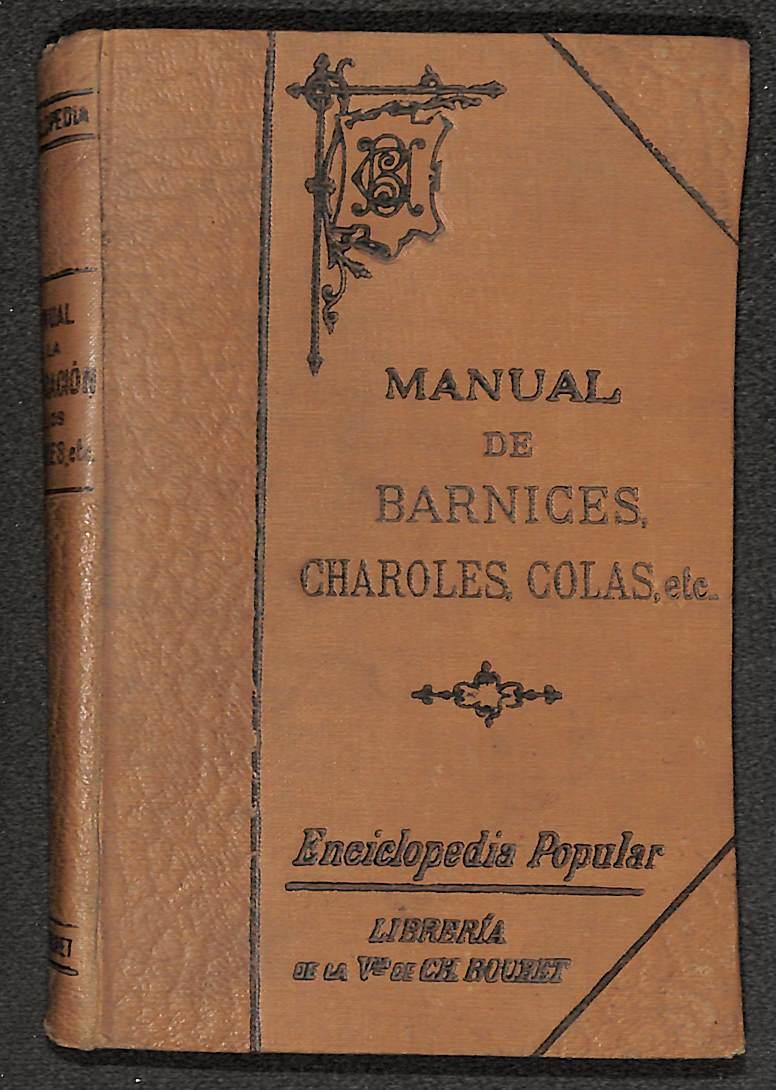 MANUAL
DE
BARNICES,
CHAROLES, COLAS, etc.
Enciclopedia Popular
LIBRERÍA
DE LA Vda DE CH. BOURET